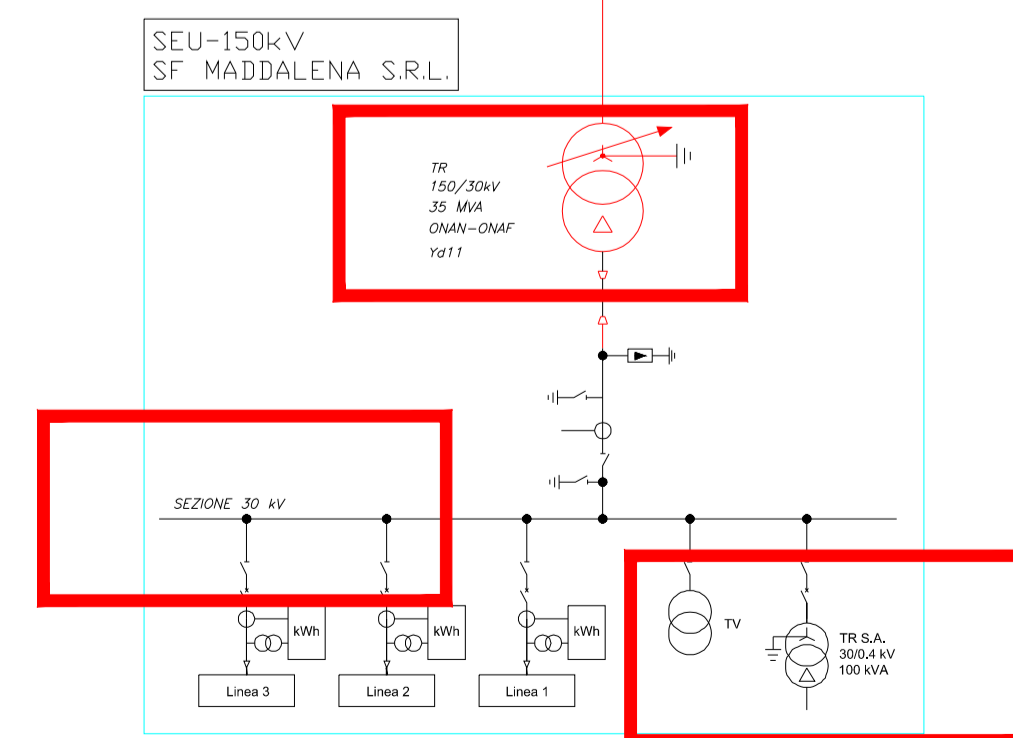 SEU-150kV
SF MADDALENA S.R.L.
TR
150/30kV
35 MVA
ONAN-ONAF
Yd11
SEZIONE 30 kV
kWh
kWh
kWh
TV
TR S.A.
30/0.4 kV
100 kVA
Linea 3
Linea 2
Linea 1